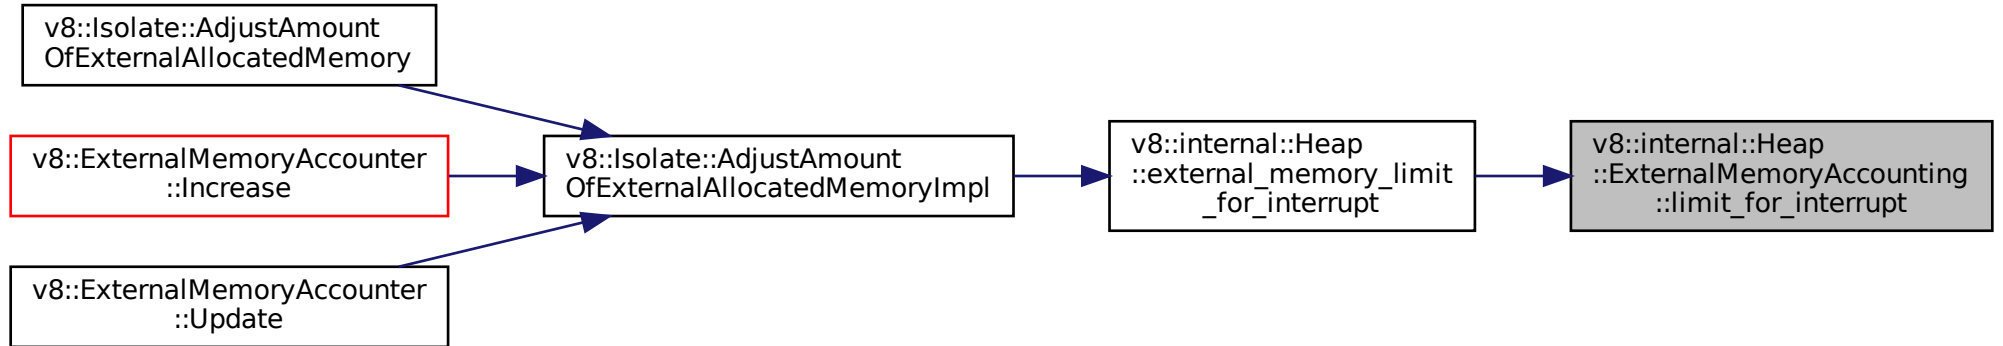 v8::Isolate::AdjustAmount
OfExternalAllocatedMemory
v8::ExternalMemoryAccounter
::Increase
v8::ExternalMemoryAccounter
::Update
v8::Isolate::AdjustAmount
OfExternalAllocatedMemoryImpl
v8::internal::Heap
::external_memory_limit
_for_interrupt
v8::internal::Heap
::ExternalMemoryAccounting
::limit_for_interrupt